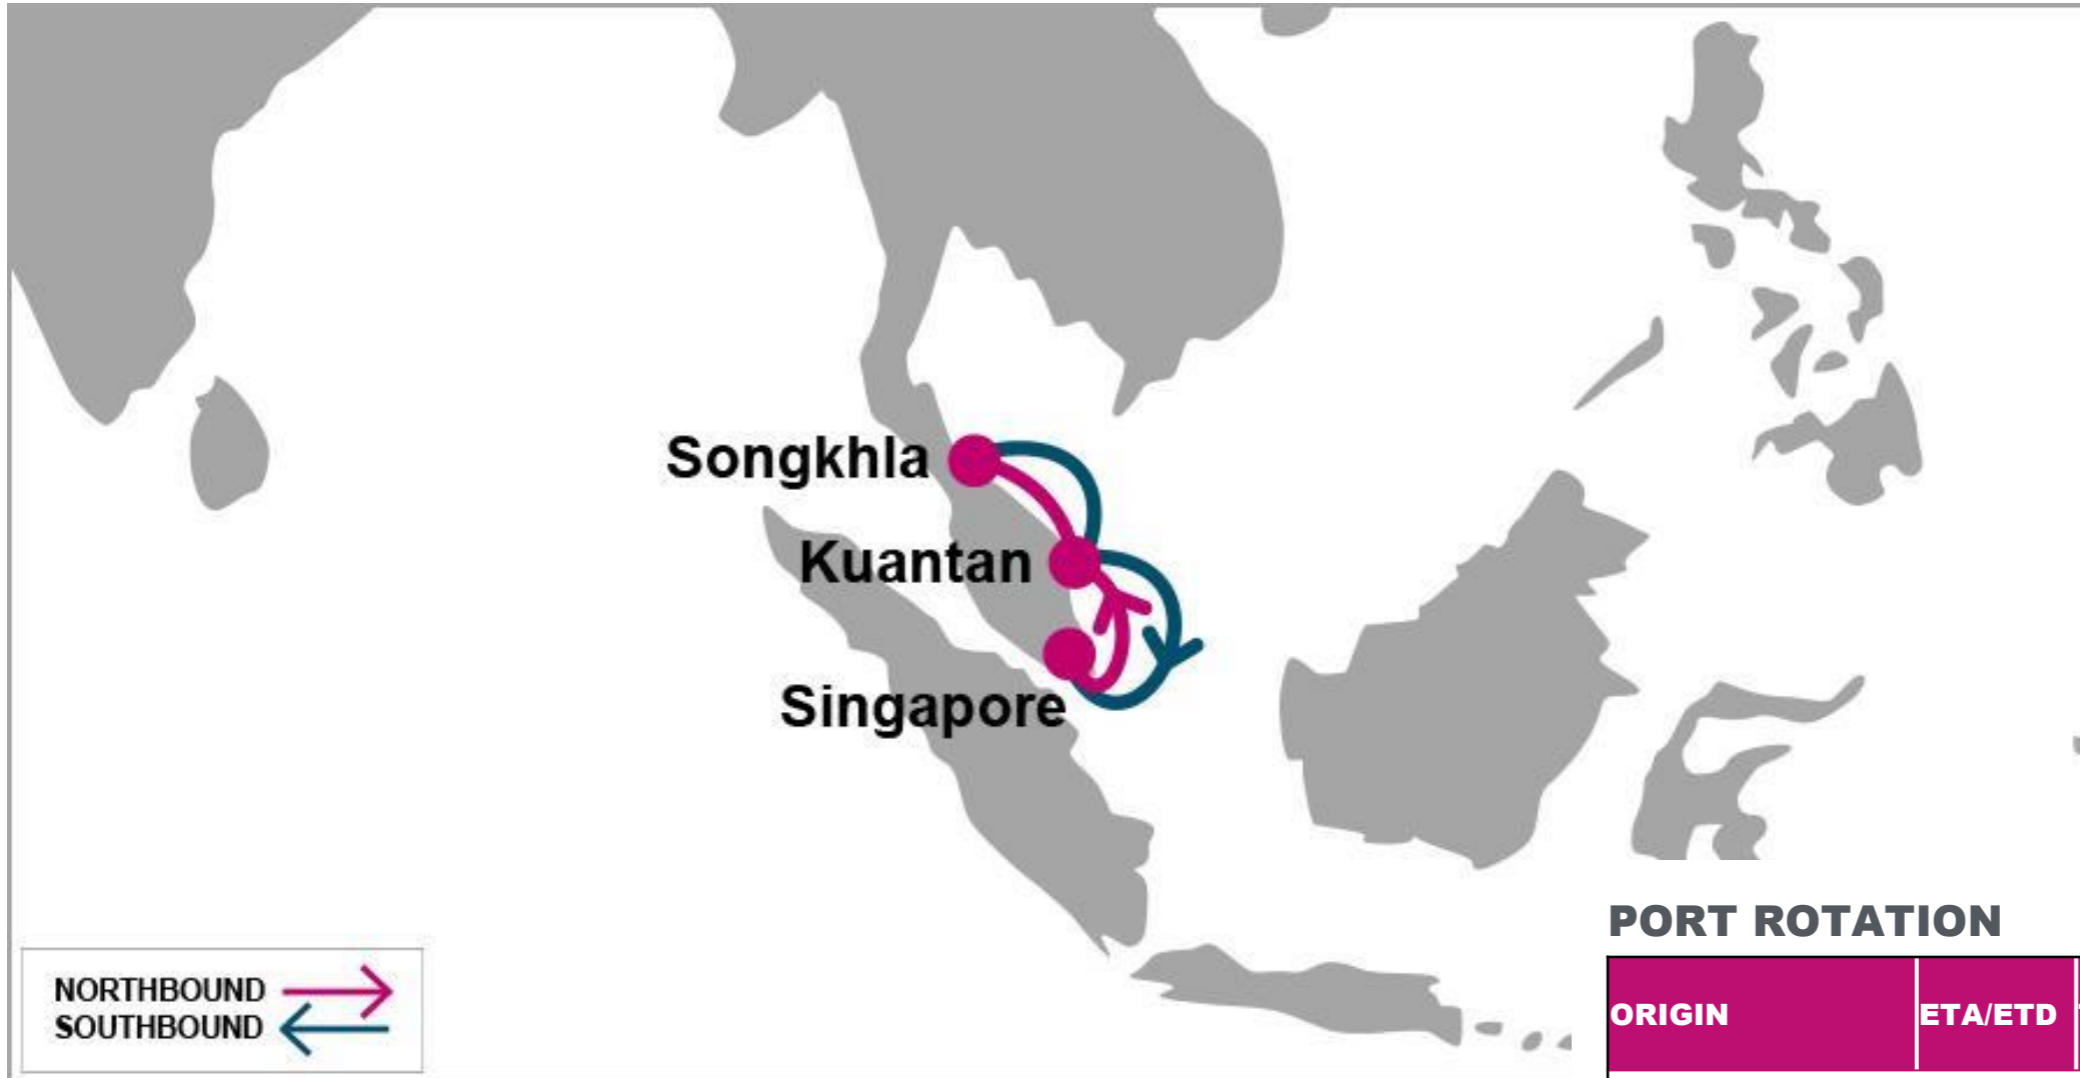 Songkhla
Kuantan
Singapore
NORTHBOUND
SOUTHBOUND
PORT ROTATION
ORIGIN ETA/ETD